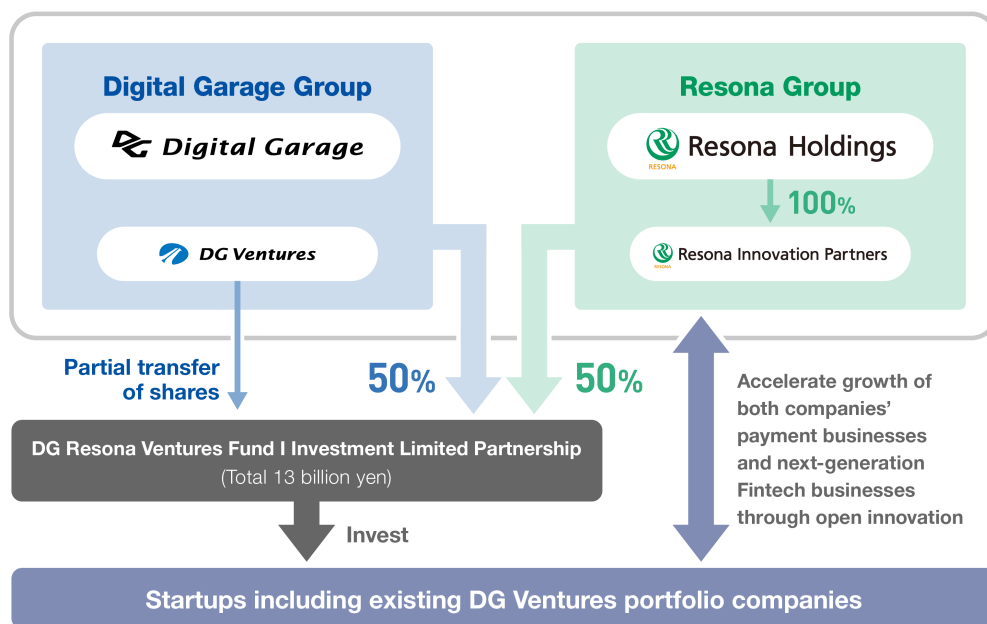 Digital Garage Group
DG Digital Garage
DG Ventures
Resona Group
RESONA
Resona Holdings
100%
RESONA
Resona Innovation Partners
Partial transfer
of shares
50%
50%
Accelerate growth of
both companies’
payment businesses
and next-generation
Fintech businesses
through open innovation
DG Resona Ventures Fund I Investment Limited Partnership
(Total 13 billion yen)
Invest
Startups including existing DG Ventures portfolio companies